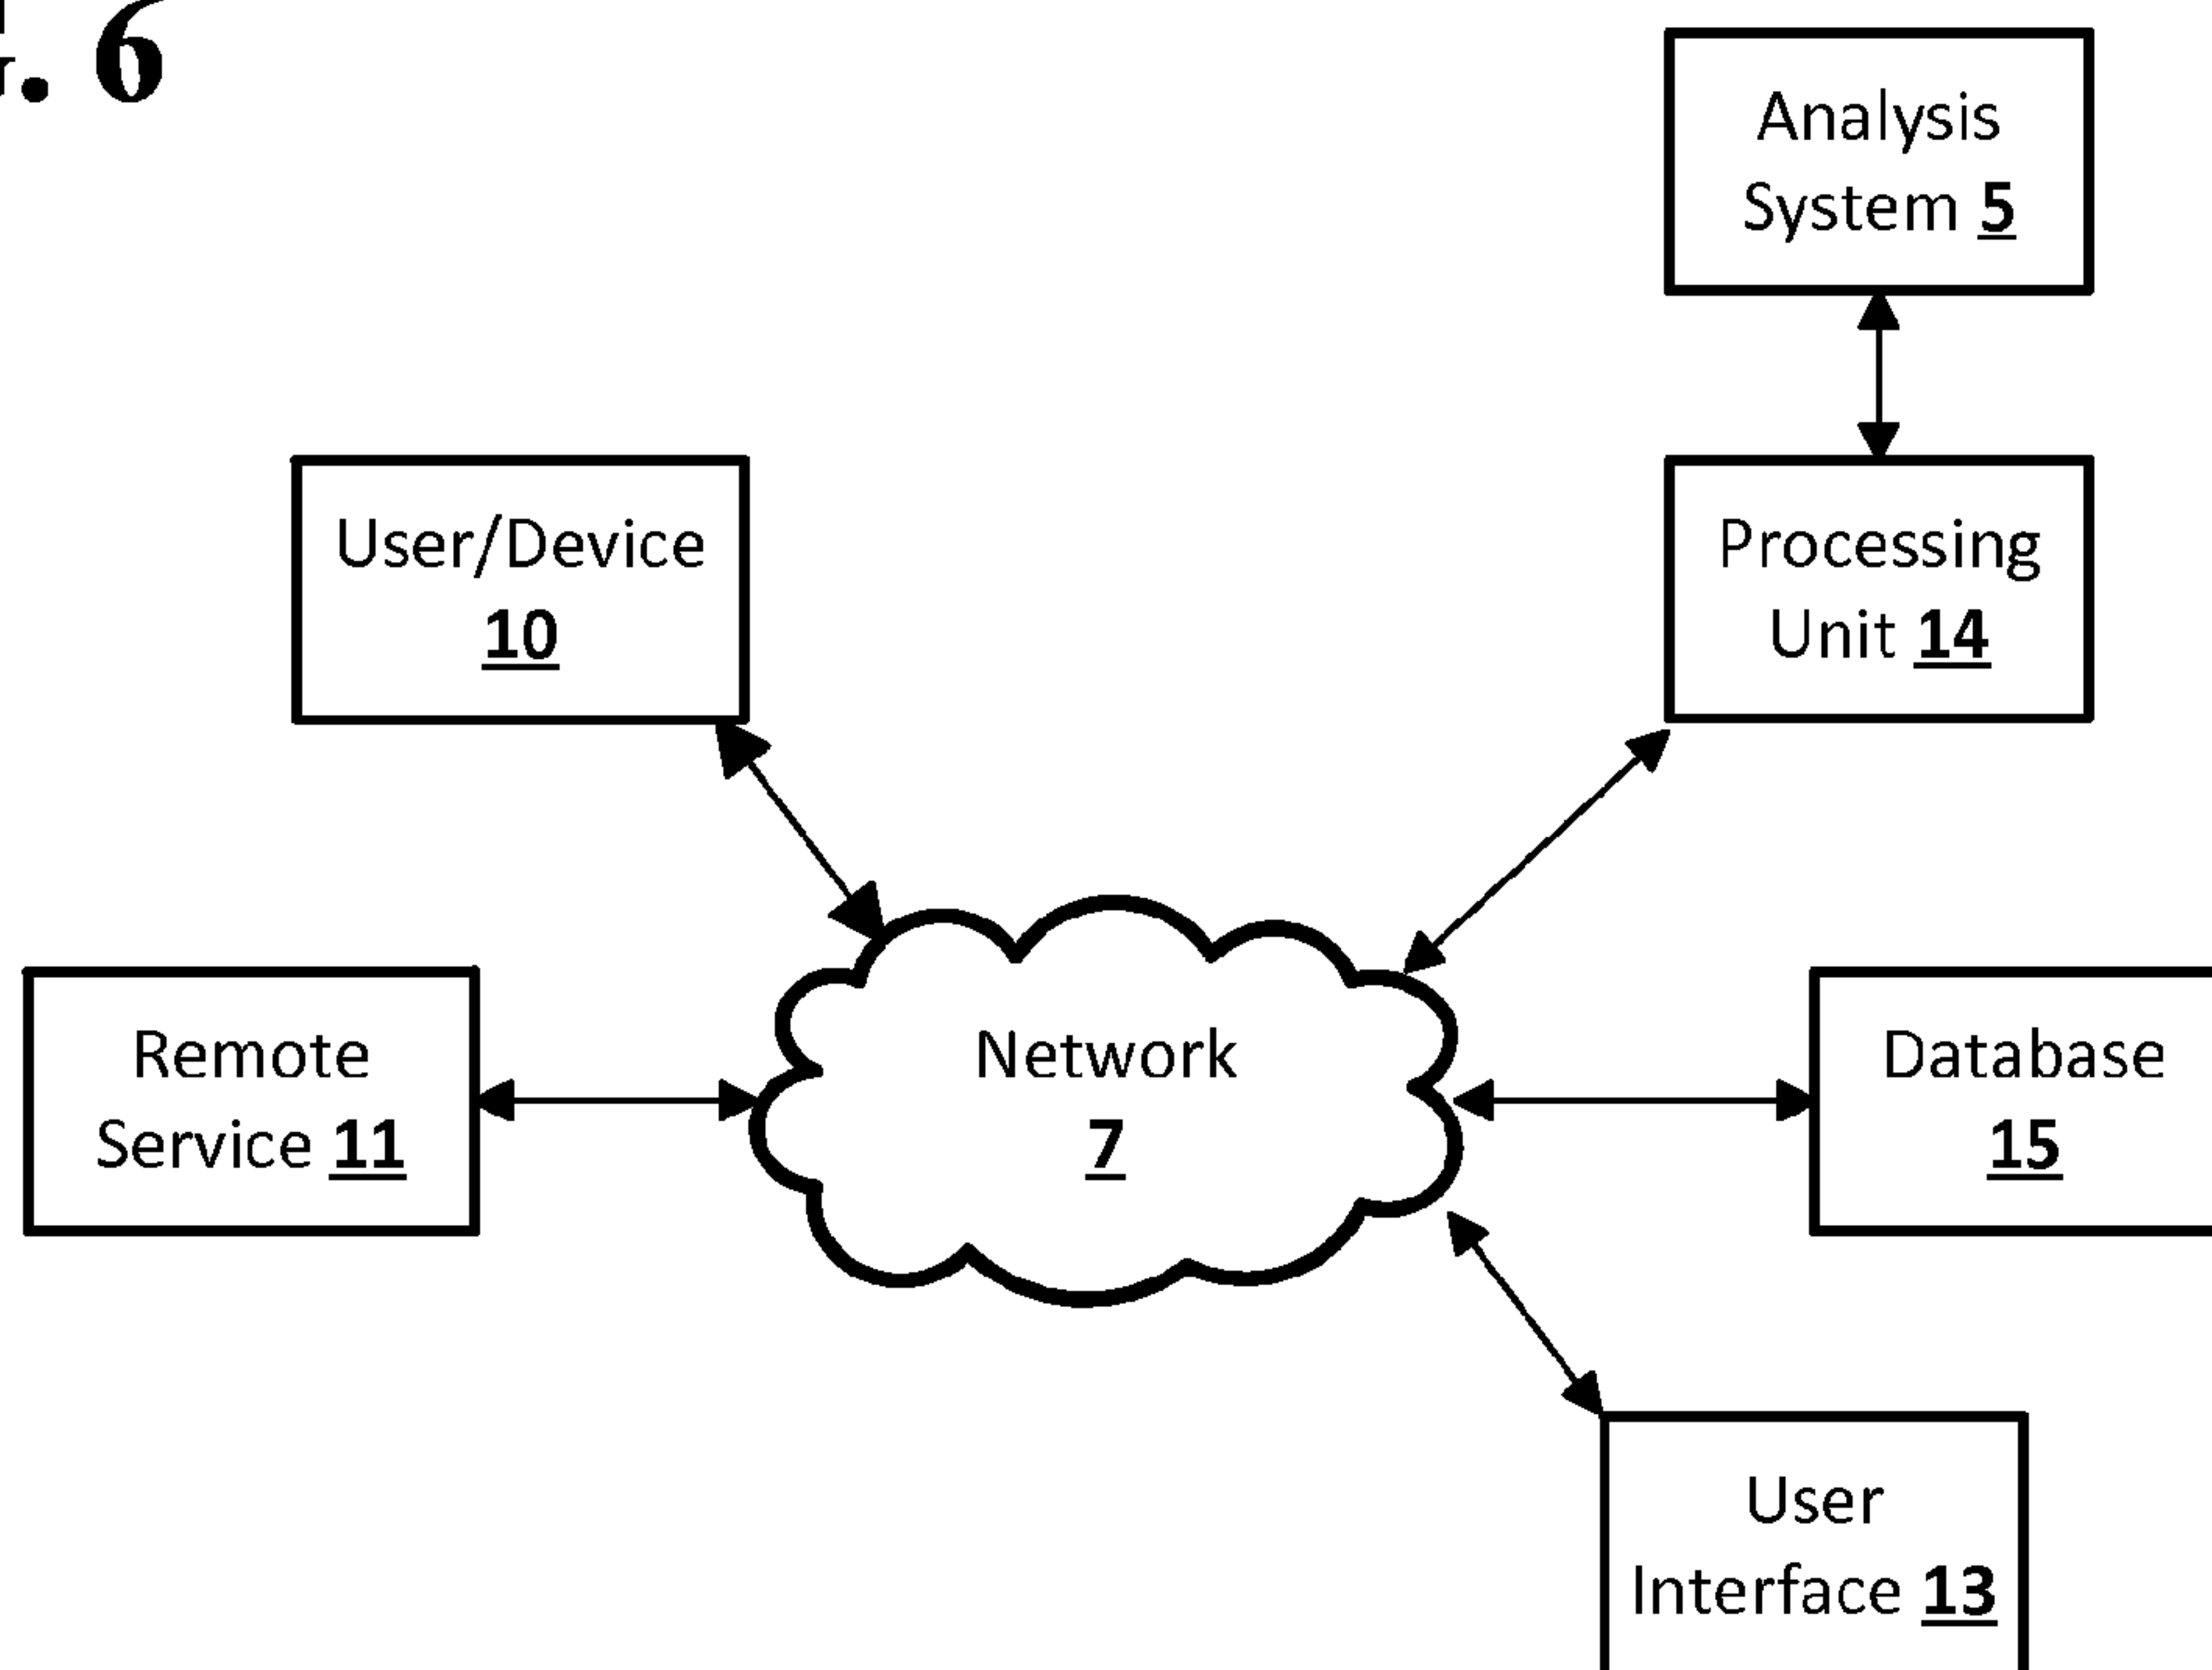 . 6
Analysis
System 5
User/Device
10
Processing
Unit 14
Remote
Service 11
Network
7
Database
15
User
Interface 13